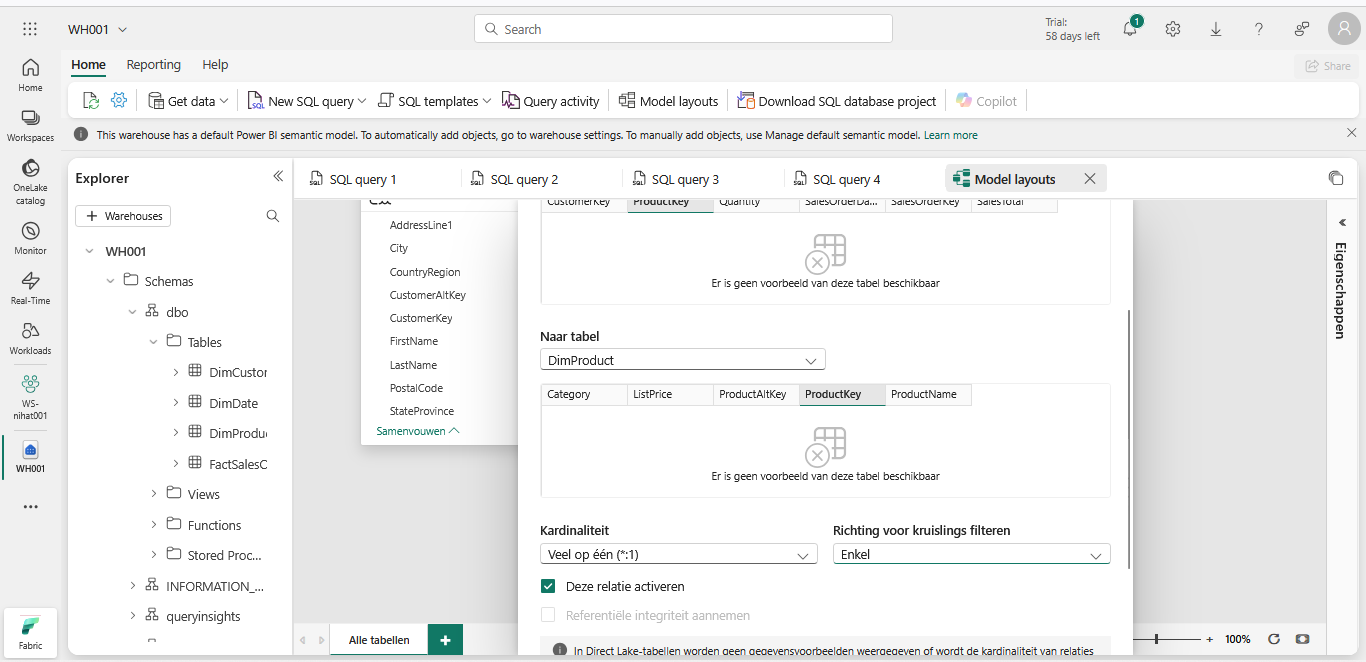 WH001
Search
Trial:
58 days left
1
Home
Reporting
Help
Share
Get data
SQL
New SQL query
SQL templates
Query activity
Model layouts
Download SQL database project
Copilot
This warehouse has a default Power BI semantic model. To automatically add objects, go to warehouse settings. To manually add objects, use Manage default semantic model. Learn more
Home
Workspaces
OneLake
catalog
Monitor
Real-Time
Workloads
WS-
nihat001
WH001
Fabric
Explorer
+ Warehouses
WH001
Schemas
dbo
Tables
DimCustor
DimDate
DimProdu
FactSalesC
Views
Functions
Stored Proc...
INFORMATION_...
queryinsights
SQL query 1
SQL query 2
SQL query 3
SQL query 4
Model layouts
AddressLine1
City
CountryRegion
CustomerAltKey
CustomerKey
FirstName
LastName
PostalCode
StateProvince
Samenvouwen
CustomerKey ProductKey Quantity SalesOrderDa... SalesOrderKey SalesTotal
Er is geen voorbeeld van deze tabel beschikbaar
Naar tabel
DimProduct
Category ListPrice ProductAltKey ProductKey ProductName
Er is geen voorbeeld van deze tabel beschikbaar
Kardinaliteit
Veel op één (*:1)
Richting voor kruislings filteren
Enkel
Deze relatie activeren
Referentiële integriteit aannemen
In Direct Lake-tabellen worden geen gegevensvoorbeelden weergegeven of wordt de kardinaliteit van relaties
Eigenschappen
Alle tabellen
+
+ 100%